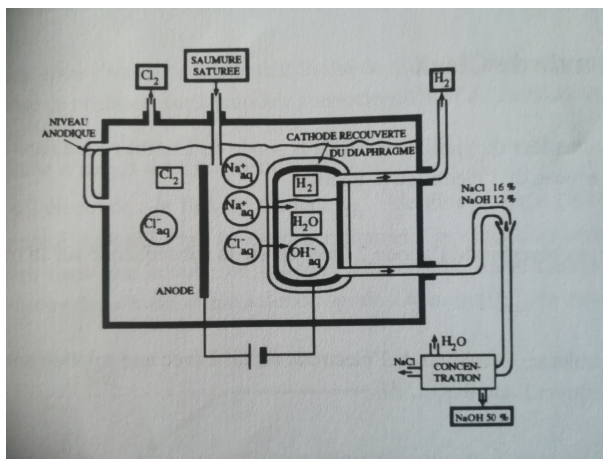 Cl2
SAUMURE
SATUREE
H2
NIVEAU
ANODIQUE
CATHODE RECOUVERTE
DU DIAPHRAGME
Cl2
Na+
aq
H2
NaCl 16 %
NaOH 12 %
Na+
aq
H2O
Cl-
aq
Cl-
aq
OH-
aq
ANODE
H2O
NaCl
CONCEN-
TRATION
NaOH 50 %